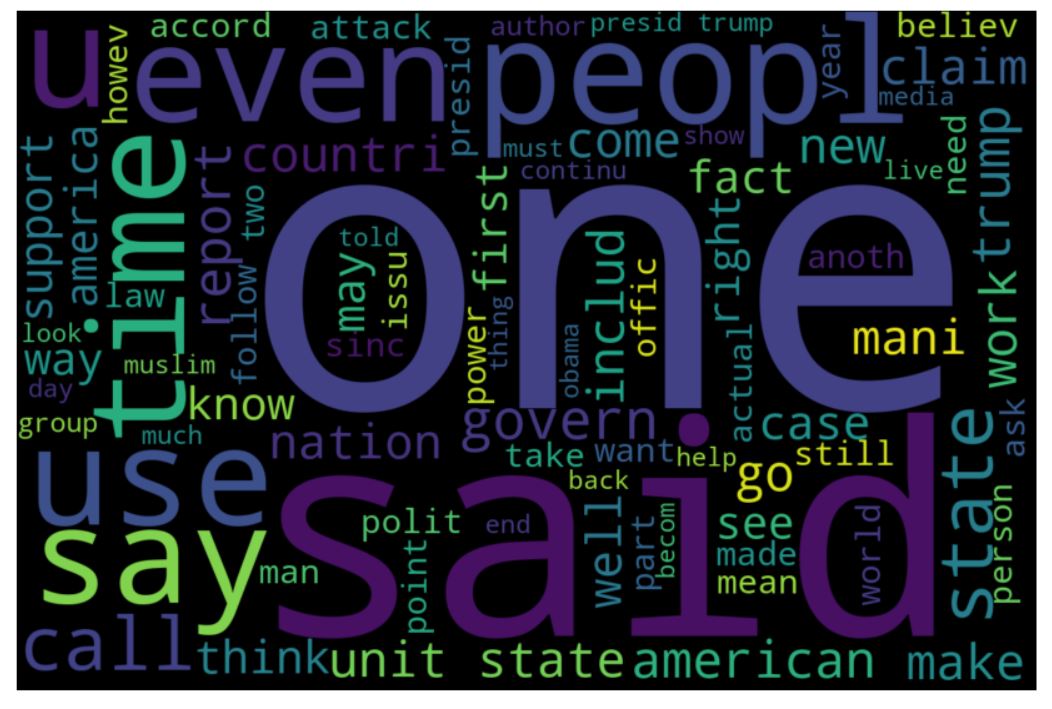 accord
attack
author
presid trump
believ
u
howev
even
presid
peopl
year
claim
media
time
countri
must
come
show
new
need
trump
support
america
report
two
continu
fact
live
one
first
right
told
may
issu
anoth
law
follow
sinc
power
thing
obama
includ
offic
actual
mani
work
look
way
muslim
day
know
group
much
nation
govern
case
ask
state
take
want
help
still
back
go
use
said
say
polit
end
well
part
becom
see
made
mean
world
person
man
point
call
think
unit state
american
make